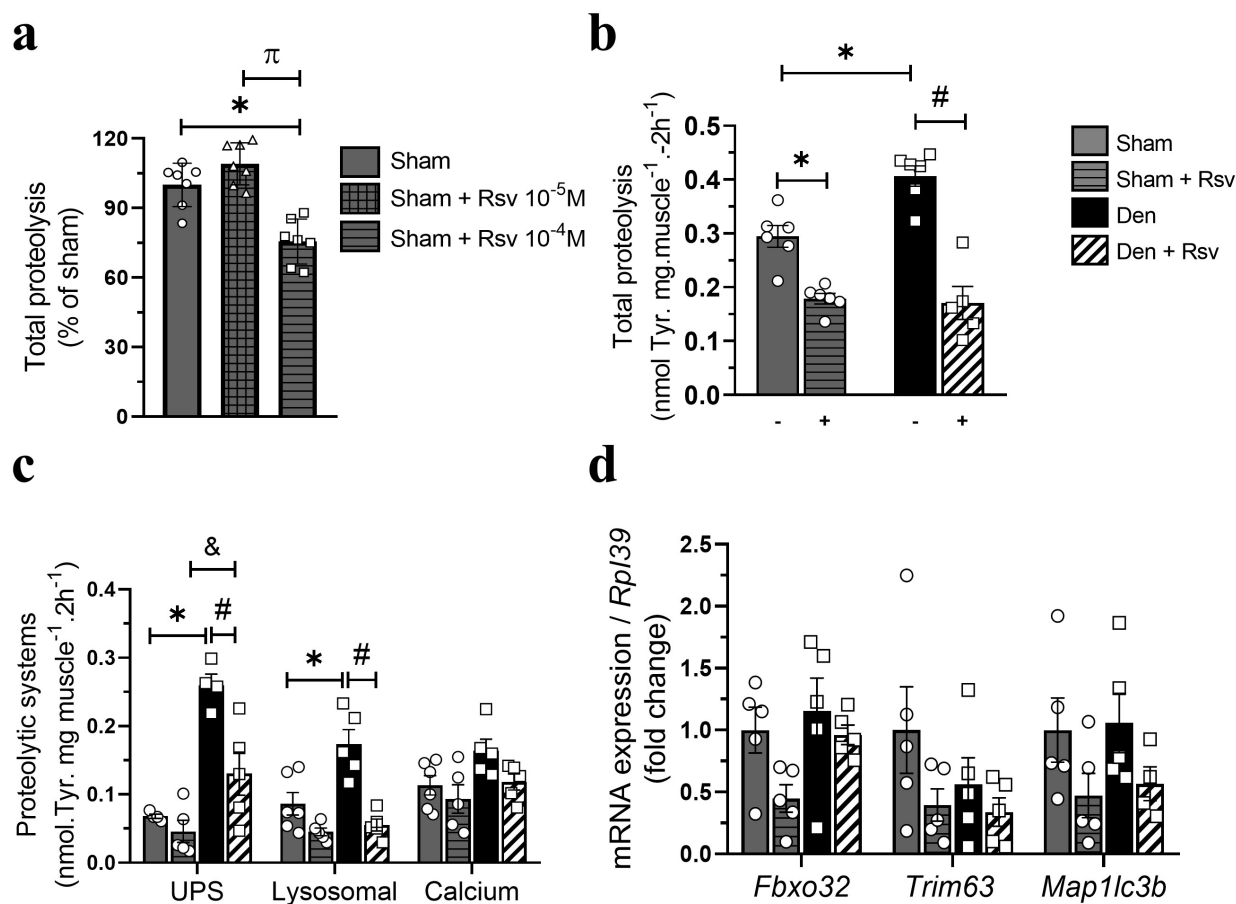 a
π
*
Total proteolysis
(% of sham)
120
90
60
30
0
Sham
Sham + Rsv 10⁻⁵M
Sham + Rsv 10⁻⁴M
b
*
#
*
Total proteolysis
(nmol Tyr. mg.muscle⁻¹.-2h⁻¹)
0.5
0.4
0.3
0.2
0.1
0.0
- + - +
Sham
Sham + Rsv
Den
Den + Rsv
c
&
* #
* #
Proteolytic systems
(nmol.Tyr. mg muscle⁻¹.2h⁻¹)
0.4
0.3
0.2
0.1
0.0
UPS Lysosomal Calcium
d
mRNA expression / Rpl39
(fold change)
2.5
2.0
1.5
1.0
0.5
0.0
Fbxo32 Trim63 Map1lc3b